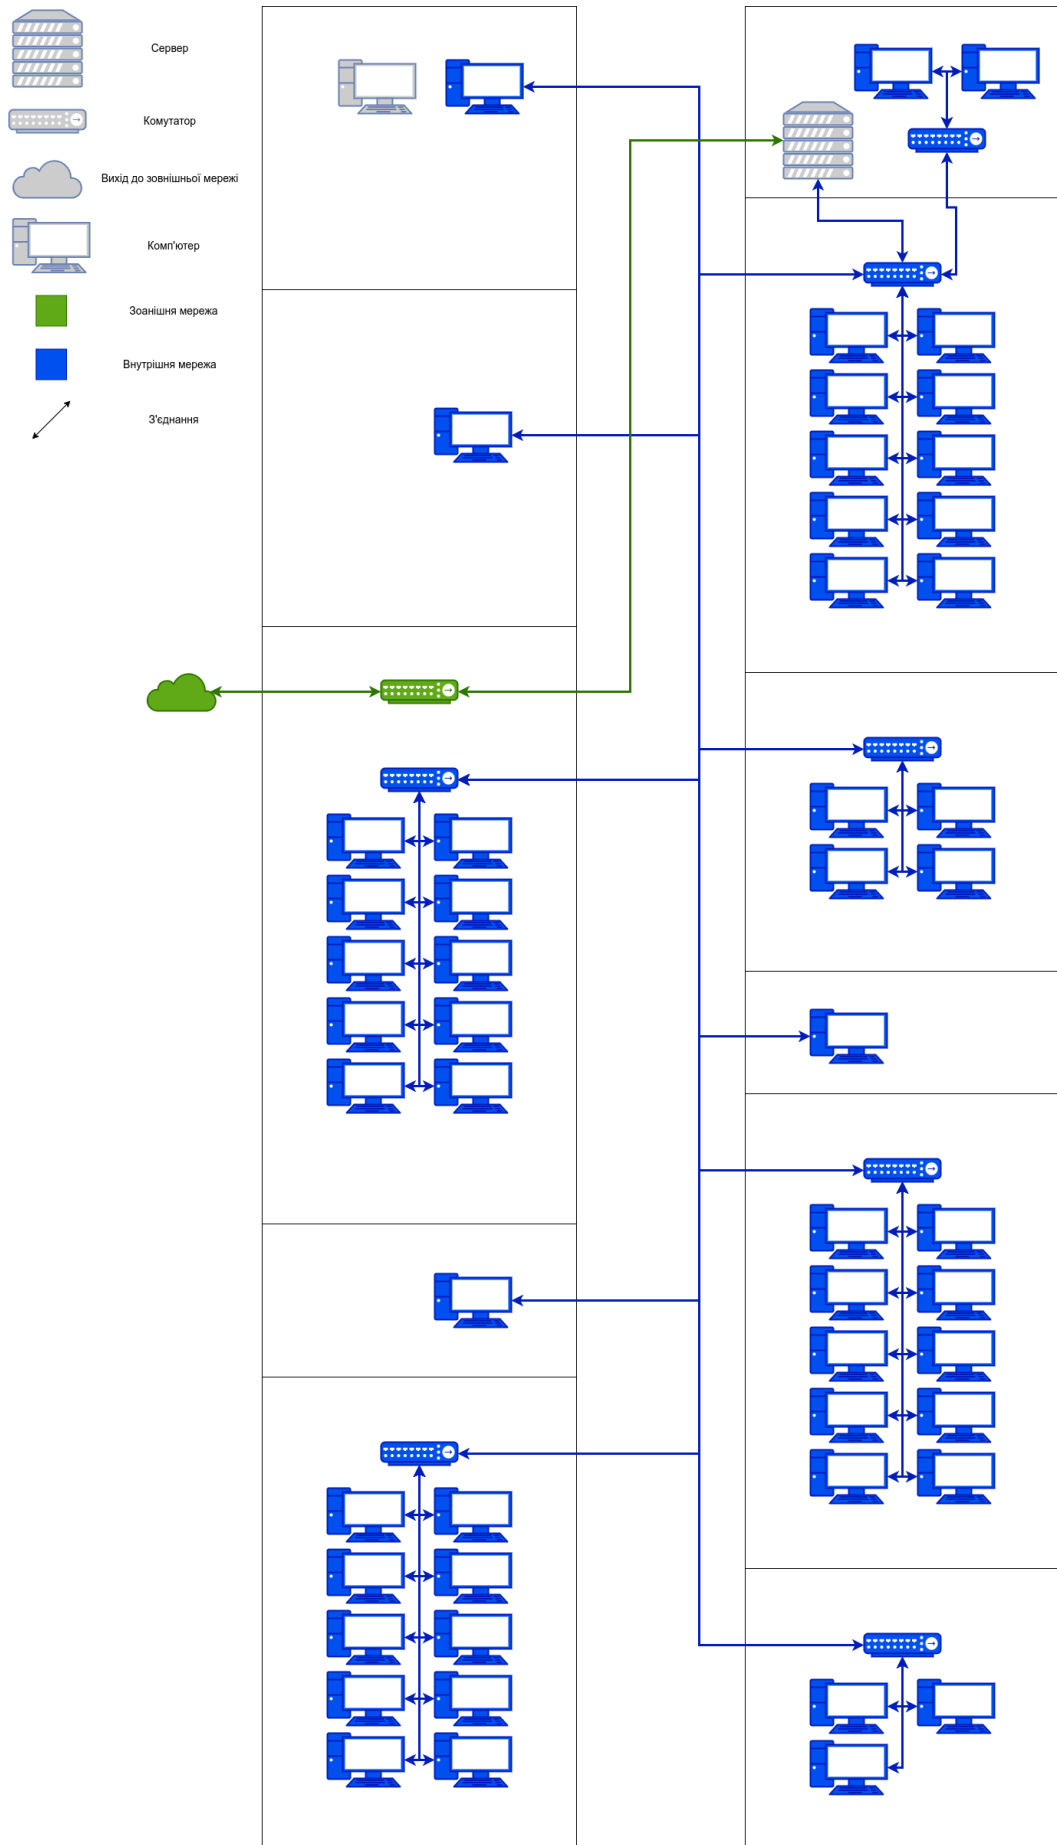 Сервер
Комутатор
Вихід до зовнішньої мережі
Комп'ютер
Зоанішня мережа
Внутрішня мережа
З'єднання